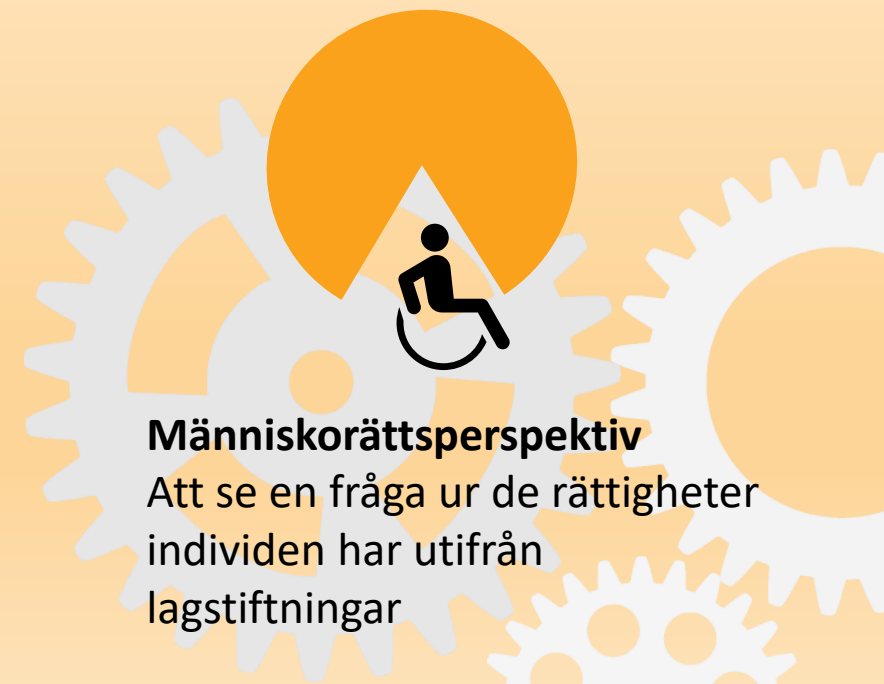 Människorättsperspektiv
Att se en fråga ur de rättigheter
individen har utifrån
lagstiftningar